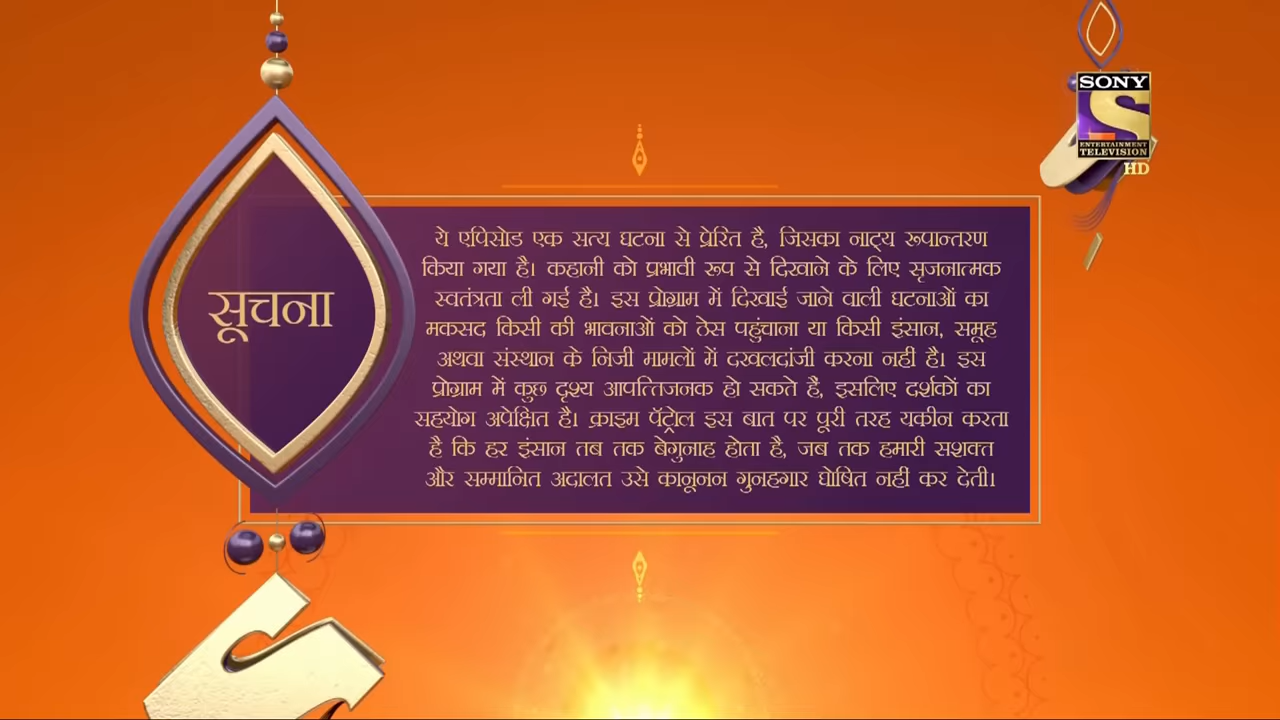 सूचना
ये एपिसोड एक सत्य घटना से प्रेरित है, जिसका नाट्य रूपान्तरण
किया गया है। कहानी को प्रभावी रूप से दिखाने के लिए सृजनात्मक
स्वतंत्रता ली गई है। इस प्रोग्राम में दिखाई जाने वाली घटनाओं का
मकसद किसी की भावनाओं को ठेस पहुंचाना या किसी इंसान, समूह
अथवा संस्थान के निजी मामलों में दखलदांजी करना नही है। इस
प्रोग्राम में कुछ दृश्य आपत्तिजनक हो सकते हैं, इसलिए दर्शकों का
सहयोग अपेक्षित है। क्राइम पॅट्रोल इस बात पर पूरी तरह यकीन करता
है कि हर इंसान तब तक बेगुनाह होता है, जब तक हमारी सशक्त
और सम्मानित अदालत उसे कानूनन गुनहगार घोषित नहीं कर देती।
SONY
ENTERTAINMENT
TELEVISION
HD